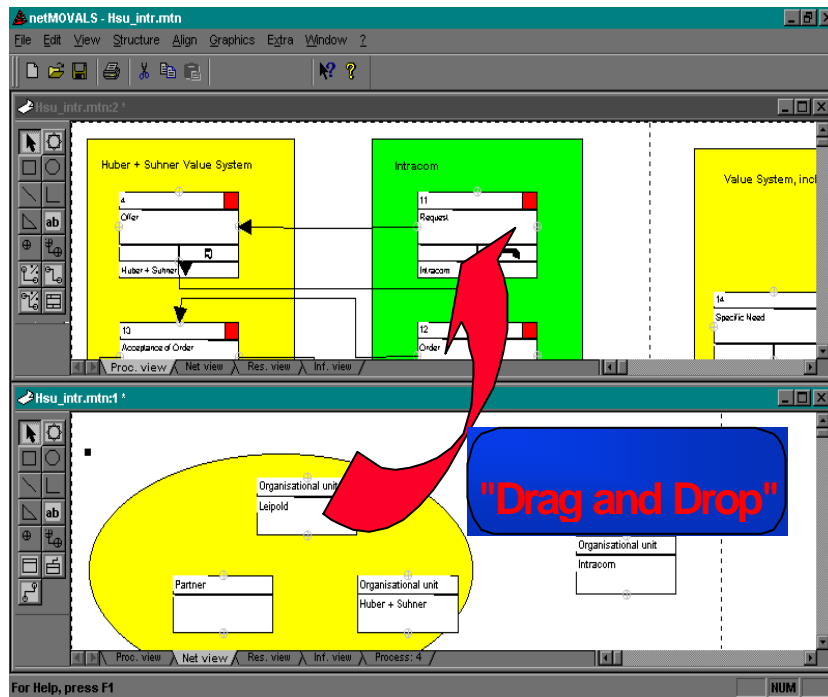 netMOVALS - Hsu_intr.mtn
File Edit View Structure Align Graphics Extra Window ?
Hsu_intr.mtn:2 *
Huber + Suhner Value System
Intracom
Value System, incl
4
Offer
Huber + Suhner
11
Request
Intracom
14
Specific Need
13
Acceptance of Order
12
Order
ab
Proc. view Net view Res. view Inf. view
Hsu_intr.mtn:1 *
ab
Organisational unit
Leipold
"Drag and Drop"
Organisational unit
Intracom
Partner
Organisational unit
Huber + Suhner
Proc. view Net view Res. view Inf. view Process: 4
For Help, press F1
NUM